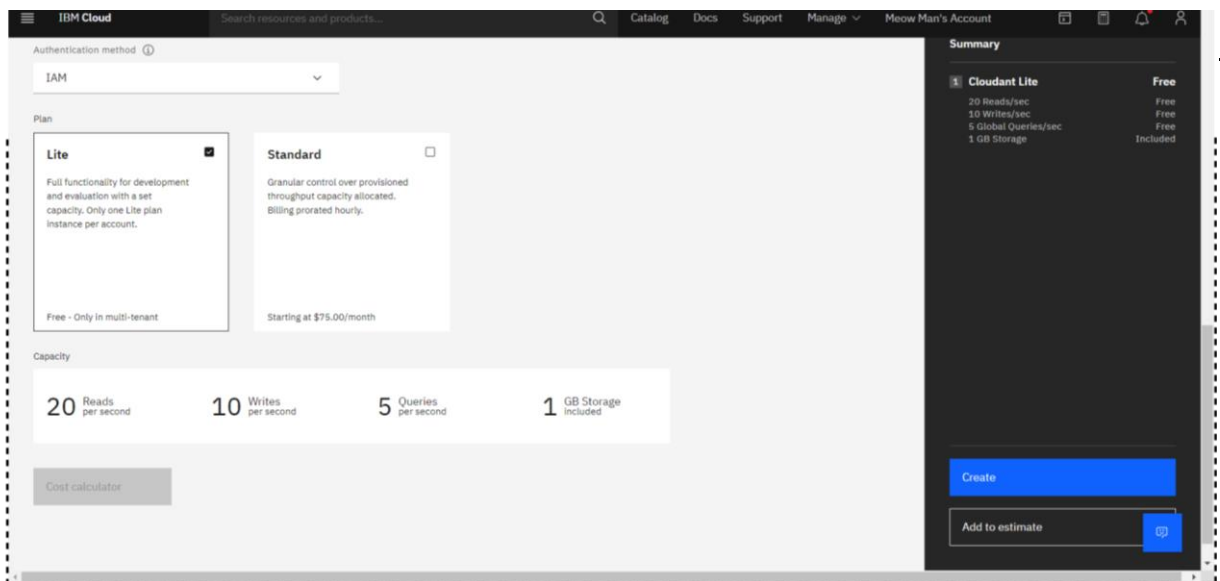 IBM Cloud
Search resources and products...
Catalog
Docs
Support
Manage
Meow Man's Account
Authentication method
IAM
Plan
Lite
Full functionality for development
and evaluation with a set
capacity. Only one Lite plan
instance per account.
Free - Only in multi-tenant
Standard
Granular control over provisioned
throughput capacity allocated.
Billing prorated hourly.
Starting at $75.00/month
Capacity
20 Reads
per second
10 Writes
per second
5 Queries
per second
1 GB Storage
included
Cost calculator
Summary
1 Cloudant Lite Free
20 Reads/sec Free
10 Writes/sec Free
5 Global Queries/sec Free
1 GB Storage Included
Create
Add to estimate